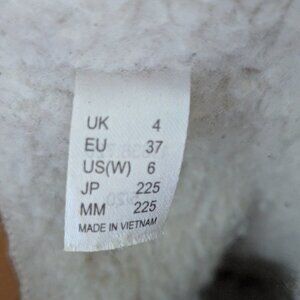 UK 4
EU 37
US(W) 6
JP 225
MM 225
MADE IN VIETNAM